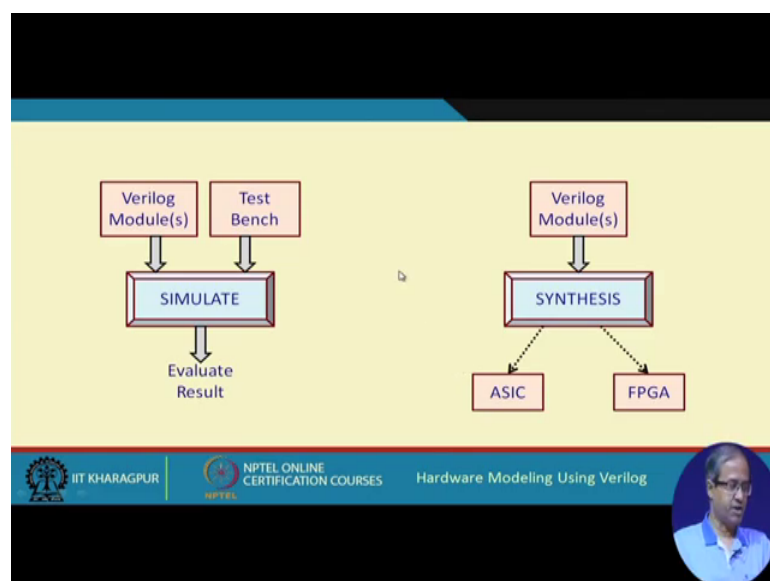 Verilog
Module(s)
Test
Bench
SIMULATE
Evaluate
Result
Verilog
Module(s)
SYNTHESIS
ASIC
FPGA
IIT KHARAGPUR
NPTEL
NPTEL ONLINE
CERTIFICATION COURSES
Hardware Modeling Using Verilog